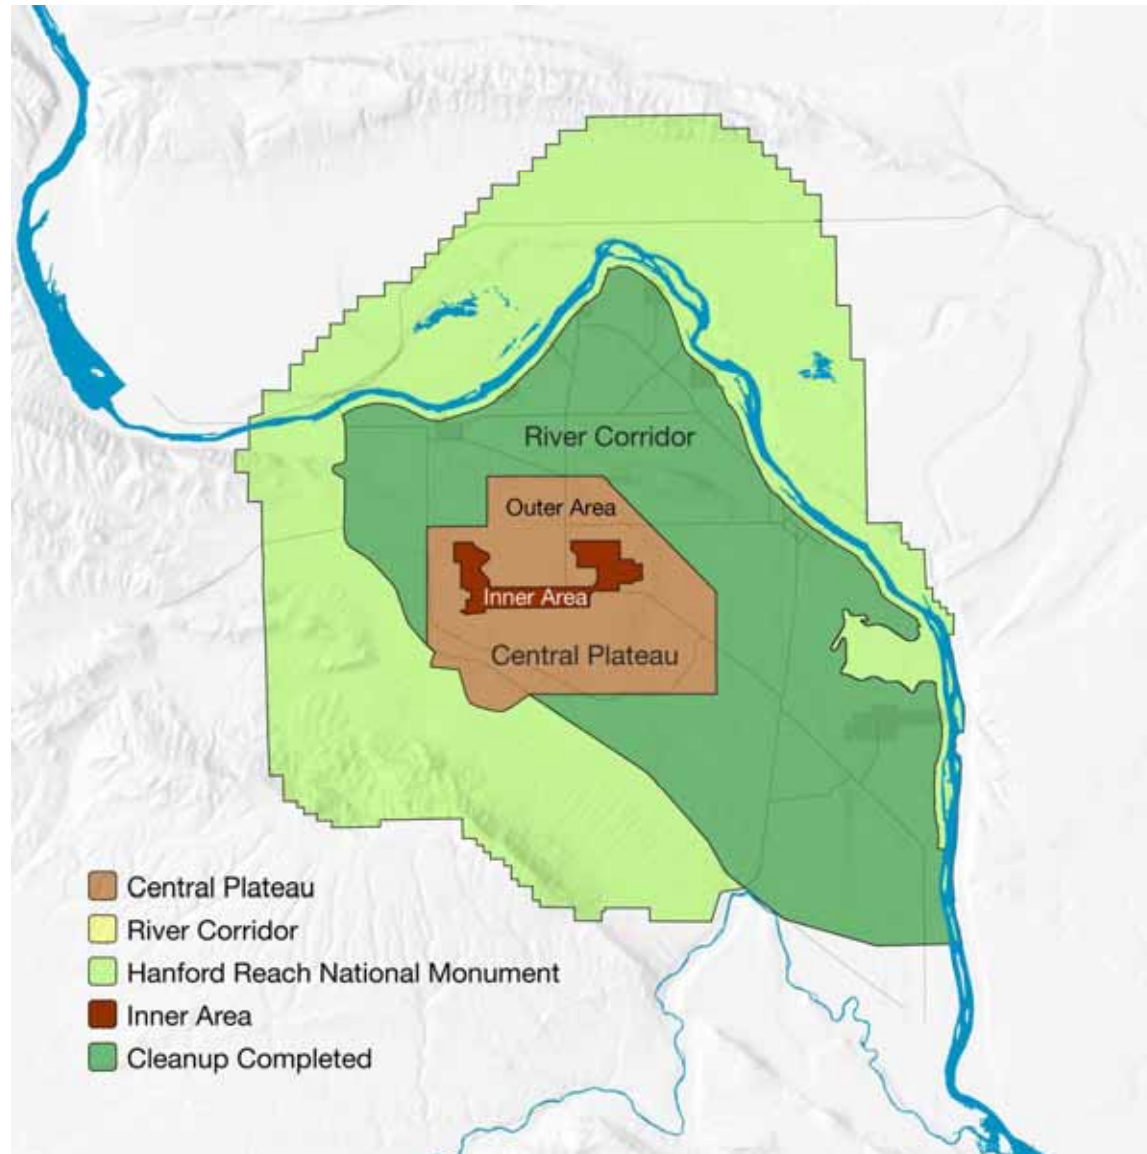 River Corridor
Outer Area
Inner Area
Central Plateau
Central Plateau
River Corridor
Hanford Reach National Monument
Inner Area
Cleanup Completed